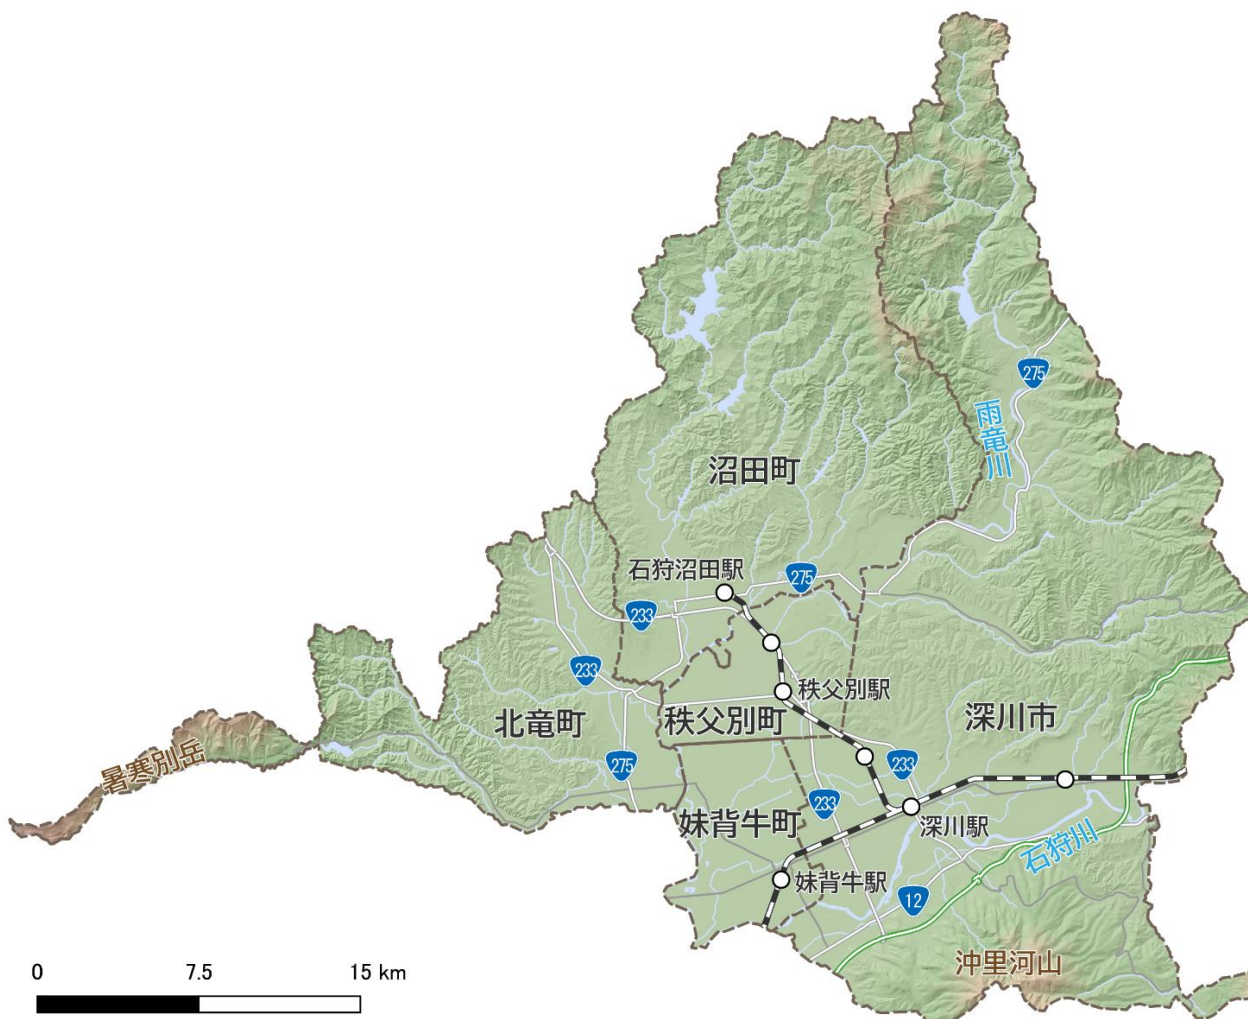 275
雨竜川
沼田町
石狩沼田駅
275
233
233
秩父別駅
北竜町
秩父別町
深川市
暑寒別岳
275
233
233
妹背牛町
深川駅
石狩川
妹背牛駅
12
沖里河山
0 7.5 15 km